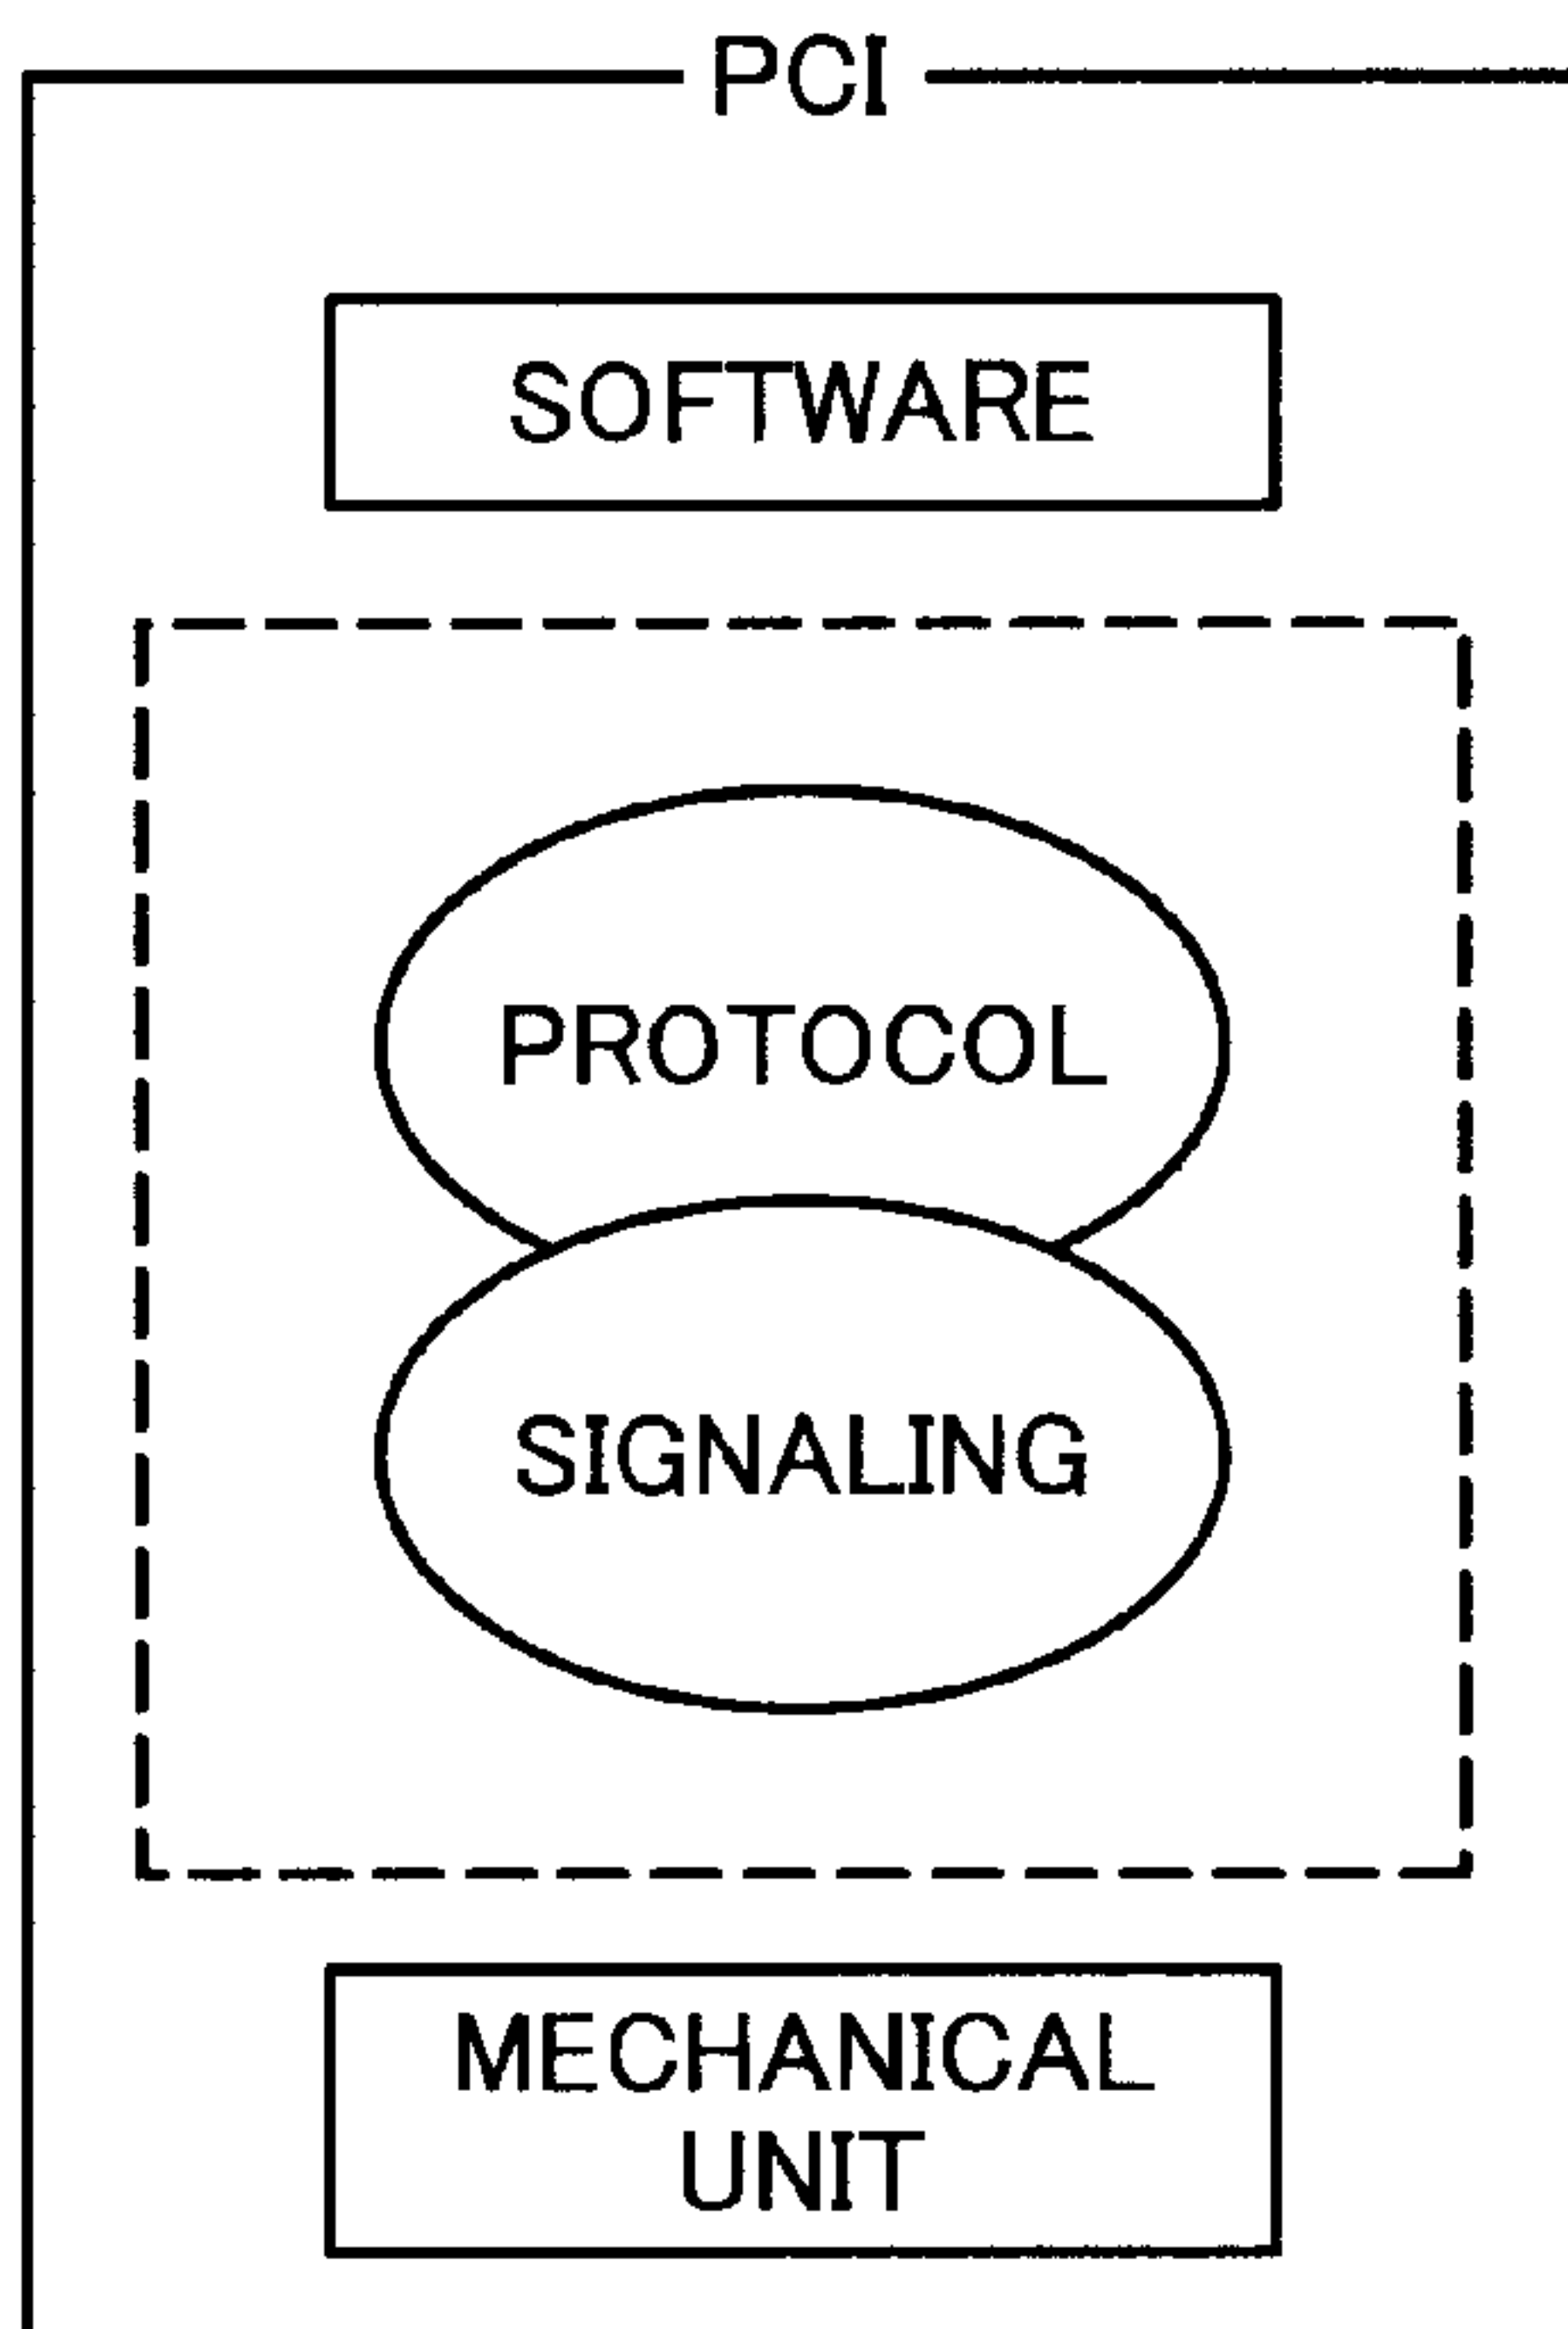 PCI
SOFTWARE
PROTOCOL
SIGNALING
MECHANICAL
UNIT